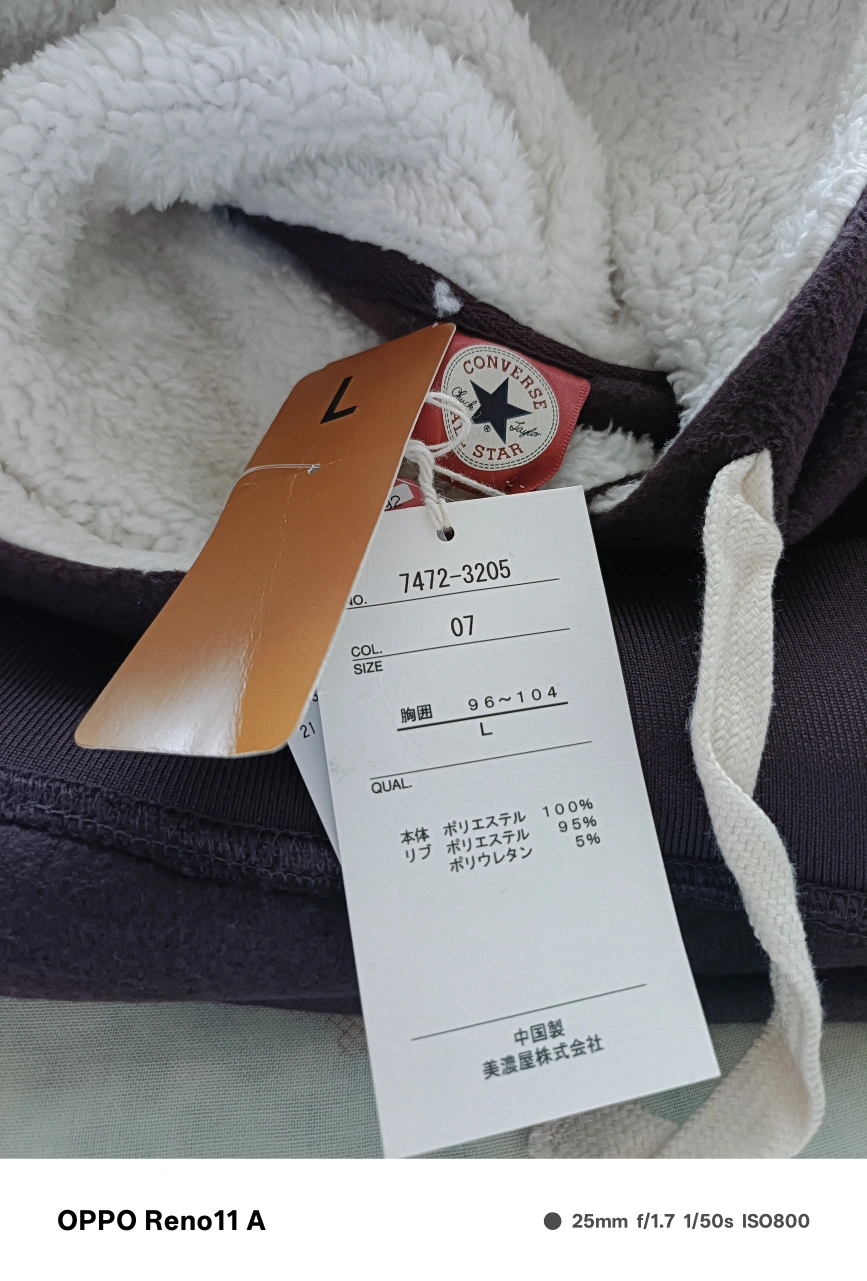 L
CONVERSE
Chuck Taylor
ALL STAR
®
92
NO. 7472-3205
COL. 07
SIZE
胸囲 96～104
L
QUAL.
本体 ポリエステル 100%
リブ ポリエステル 95%
ポリウレタン 5%
中国製
美濃屋株式会社
21
OPPO Reno11 A
25mm f/1.7 1/50s ISO800